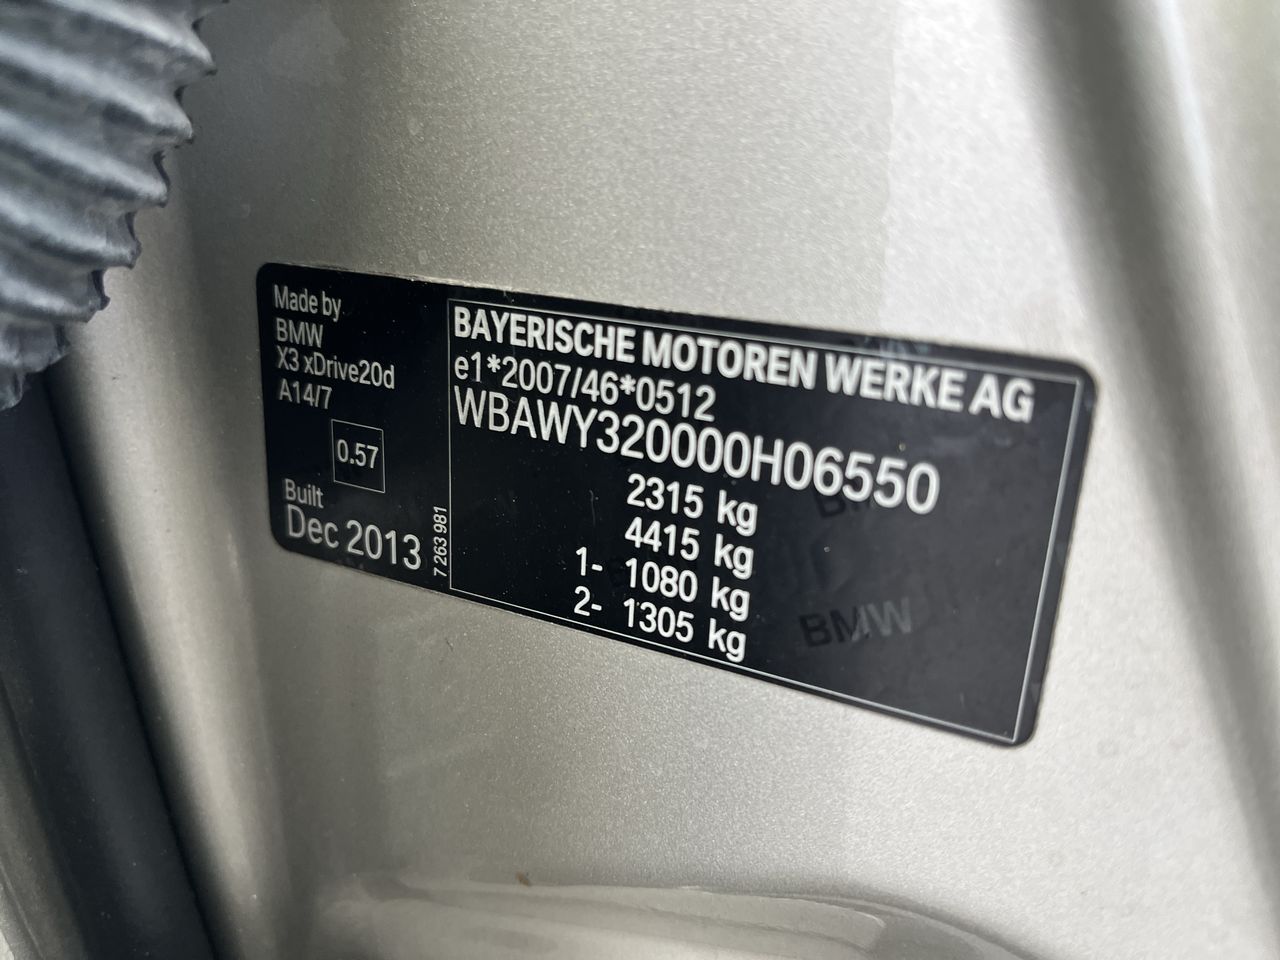 Made by
BMW
X3 xDrive20d
A14/7
0.57
Built
Dec 2013
7 263 981
BAYERISCHE MOTOREN WERKE AG
e1*2007/46*0512
WBAWY320000H06550
2315 kg
4415 kg
1- 1080 kg
2- 1305 kg
BMW
BMW